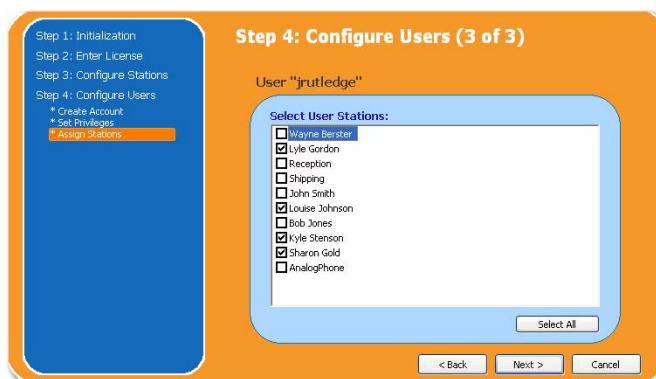 Step 1: Initialization
Step 2: Enter License
Step 3: Configure Stations
Step 4: Configure Users
* Create Account
* Set Privileges
* Assign Stations
Step 4: Configure Users (3 of 3)
User "jrutledge"
Select User Stations:
Wayne Berster
Lyle Gordon
Reception
Shipping
John Smith
Louise Johnson
Bob Jones
Kyle Stenson
Sharon Gold
AnalogPhone
Select All
< Back
Next >
Cancel